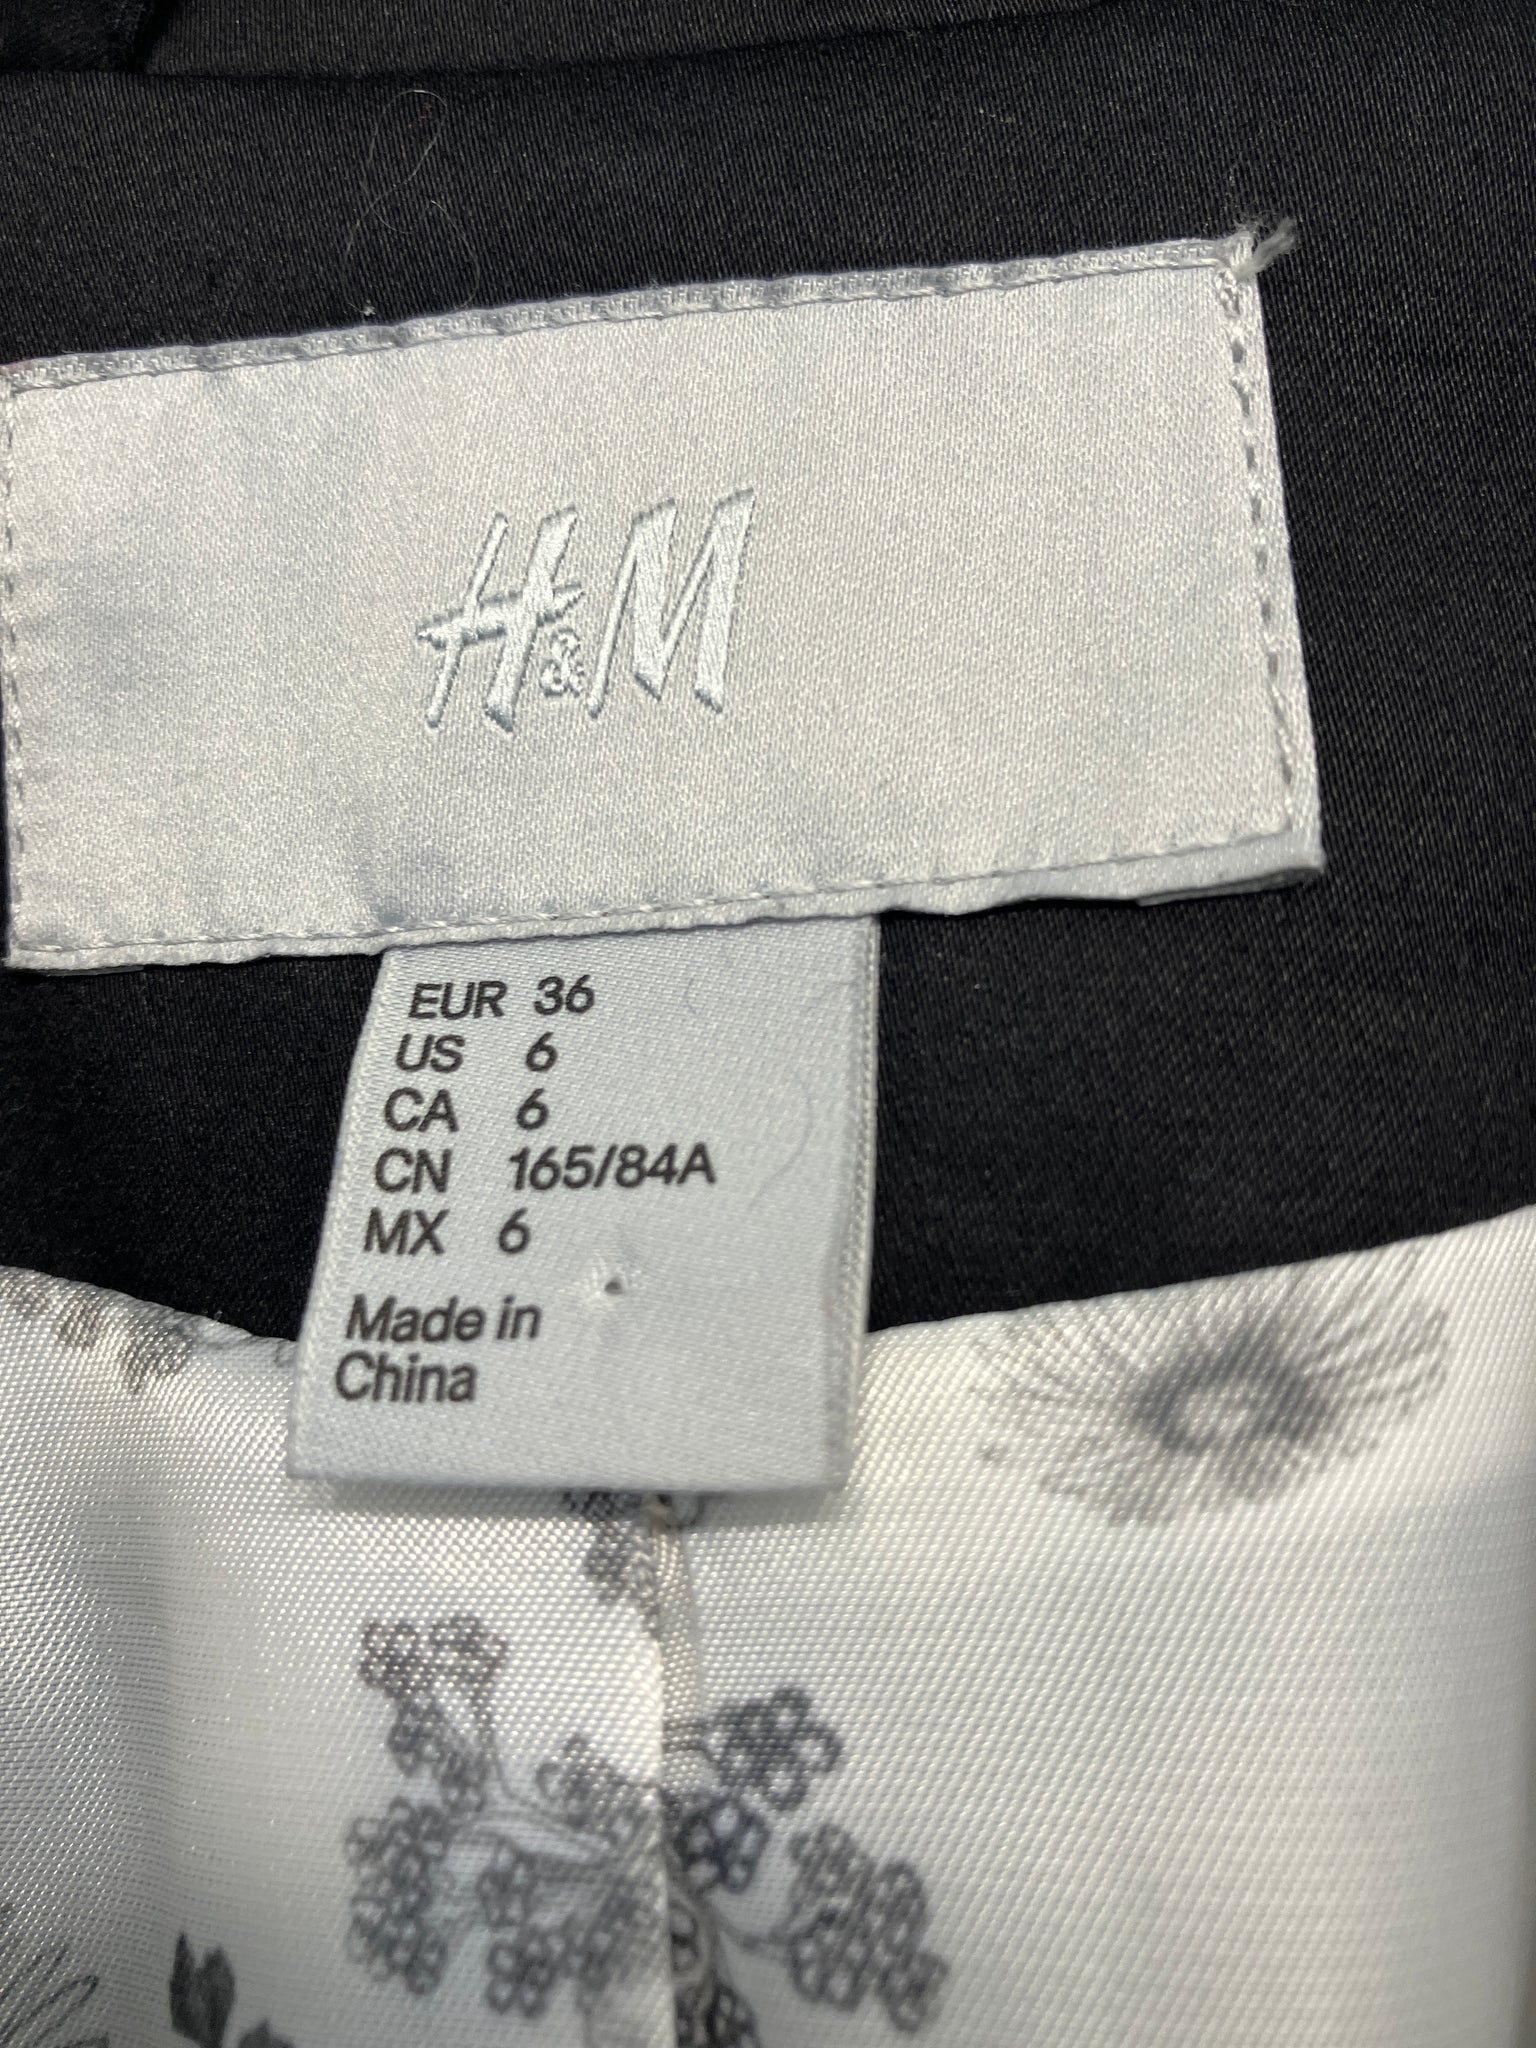 H&M
EUR 36
US 6
CA 6
CN 165/84A
MX 6
Made in
China